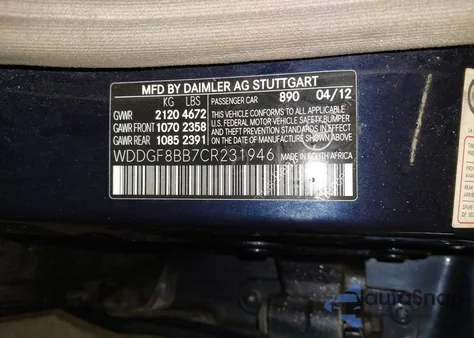 MFD BY DAIMLER AG STUTTGART
KG LBS PASSENGER CAR 890 04/12
GVWR 2120 4672
GAWR FRONT 1070 2358
GAWR REAR 1085 2391
THIS VEHICLE CONFORMS TO ALL APPLICABLE
U.S. FEDERAL MOTOR VEHICLE SAFETY, BUMPER
AND THEFT PREVENTION STANDARDS
IN EFFECT ON THE DATE OF
MANUFACTURE SHOWN ABOVE
WDDGF8BB7CR231946 MADE IN SOUTH AFRICA